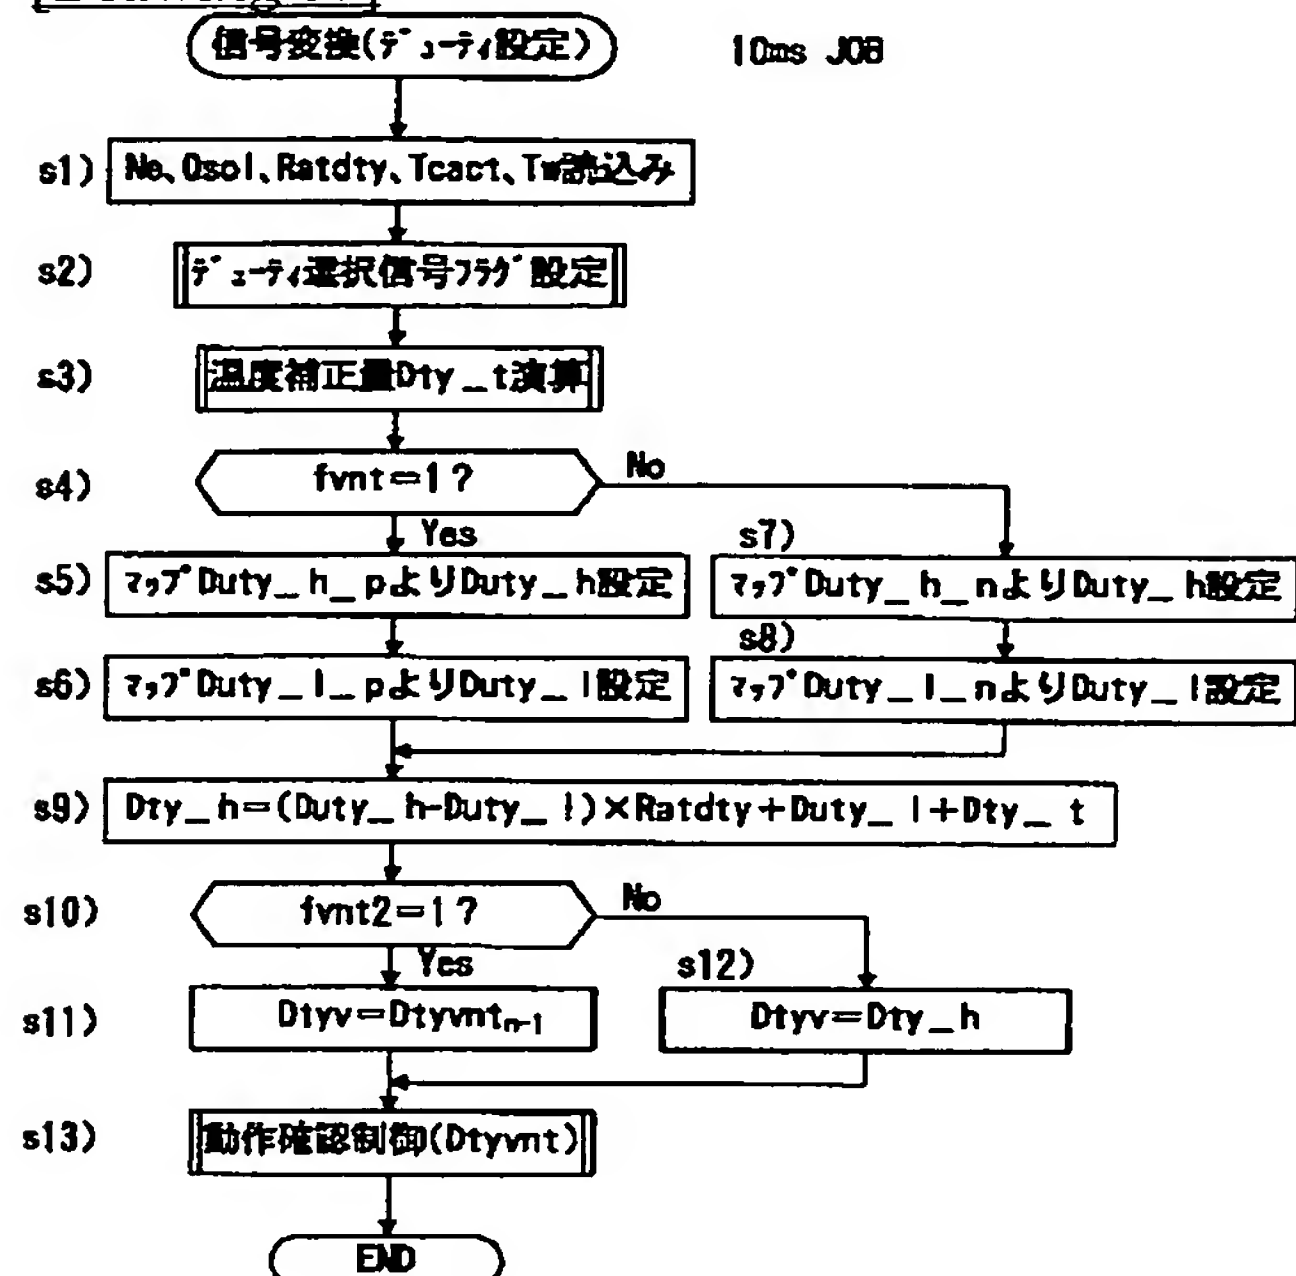 信号変換(デューティ設定)
10ms JOB
s1) Ne、Qsol、Ratdty、Tcact、Tw読込み
s2) デューティ選択信号フラグ設定
s3) 温度補正量Dty_t演算
s4) fvnt=1?
No
Yes
s7)
s5) マップDuty_h_pよりDuty_h設定
マップDuty_h_nよりDuty_h設定
s8)
s6) マップDuty_l_pよりDuty_l設定
マップDuty_l_nよりDuty_l設定
s9) Dty_h=(Duty_h-Duty_l)×Ratdty+Duty_l+Dty_t
s10) fvnt2=1?
No
Yes
s12)
s11) Dtyv=Dtyvntn-1
Dtyv=Dty_h
s13) 動作確認制御(Dtyvnt)
END